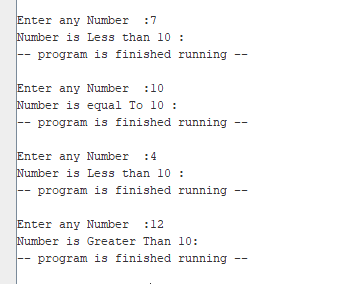 Enter any Number  :7
Number is Less than 10 :
-- program is finished running --
Enter any Number  :10
Number is equal To 10 :
-- program is finished running --
Enter any Number  :4
Number is Less than 10 :
-- program is finished running --
Enter any Number  :12
Number is Greater Than 10:
-- program is finished running --